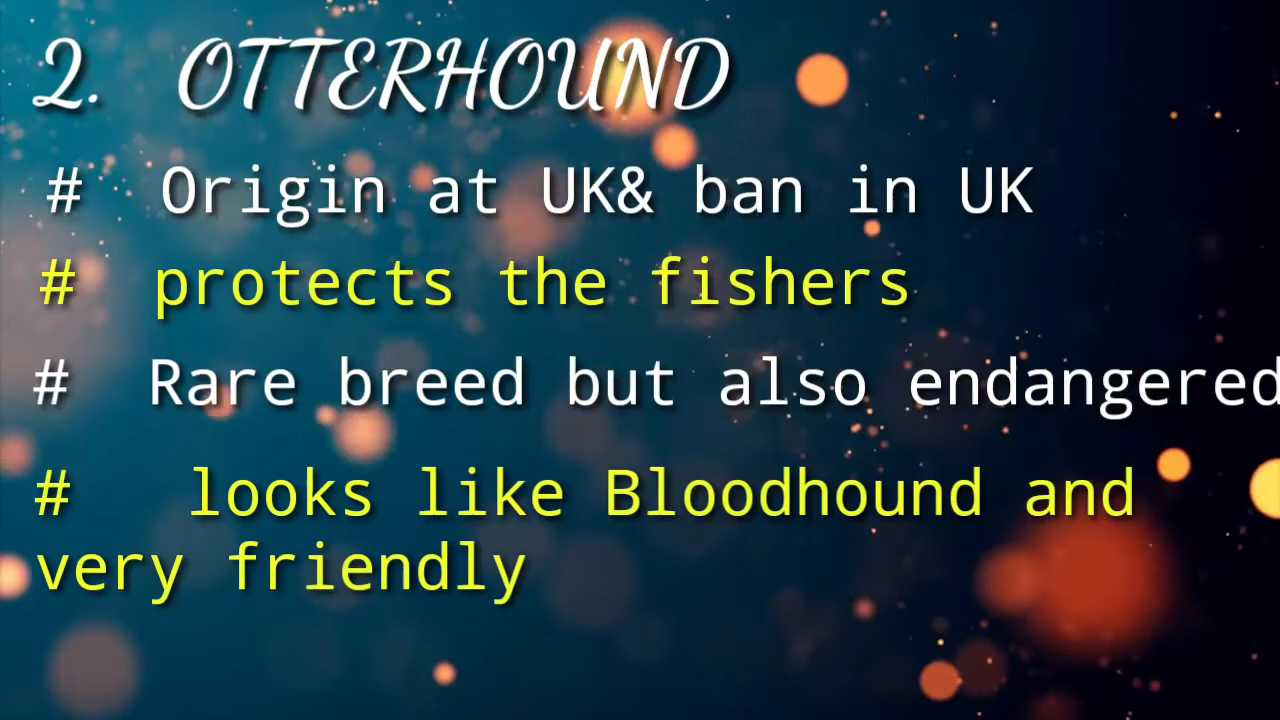 2. OTTERHOUND
# Origin at UK& ban in UK
# protects the fishers
# Rare breed but also endangered
# looks like Bloodhound and
very friendly